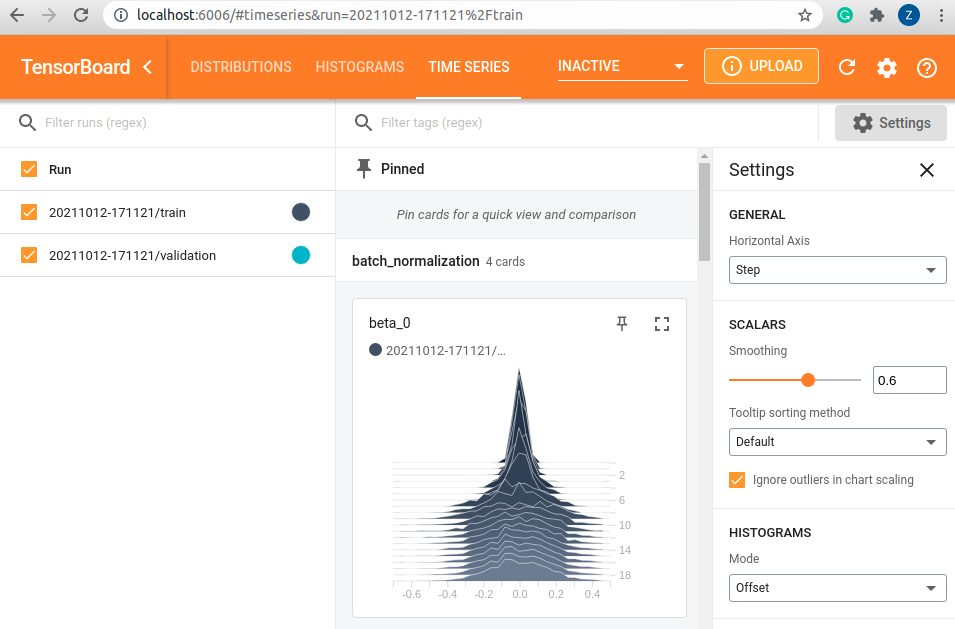 localhost:6006/#timeseries&run=20211012-171121%2Ftrain
Z
TensorBoard
DISTRIBUTIONS HISTOGRAMS TIME SERIES
INACTIVE
UPLOAD
Filter runs (regex)
Filter tags (regex)
Settings
Run
20211012-171121/train
20211012-171121/validation
Pinned
Pin cards for a quick view and comparison
batch_normalization 4 cards
beta_0
20211012-171121/...
2
6
10
14
18
-0.6 -0.4 -0.2 0.0 0.2 0.4
Settings
GENERAL
Horizontal Axis
Step
SCALARS
Smoothing
0.6
Tooltip sorting method
Default
Ignore outliers in chart scaling
HISTOGRAMS
Mode
Offset